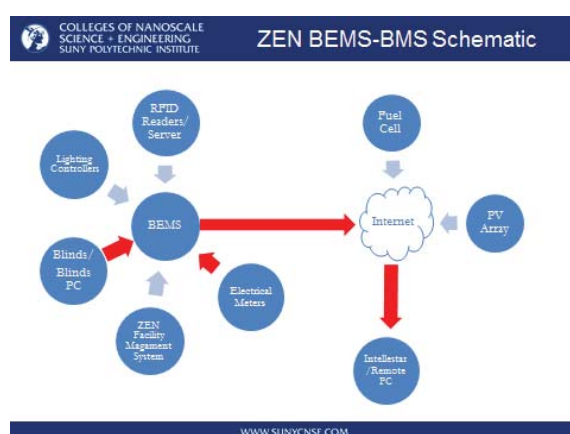 COLLEGES OF NANOSCALE
SCIENCE + ENGINEERING
SUNY POLYTECHNIC INSTITUTE
ZEN BEMS-BMS Schematic
RFID
Readers/
Server
Fuel
Cell
Lighting
Controllers
BEMS
Internet
PV
Array
Blinds/
Blinds
PC
Electrical
Meters
ZEN
Facility
Magament
System
Intellestar
/Remote
PC
WWW.SUNYCNSE.COM